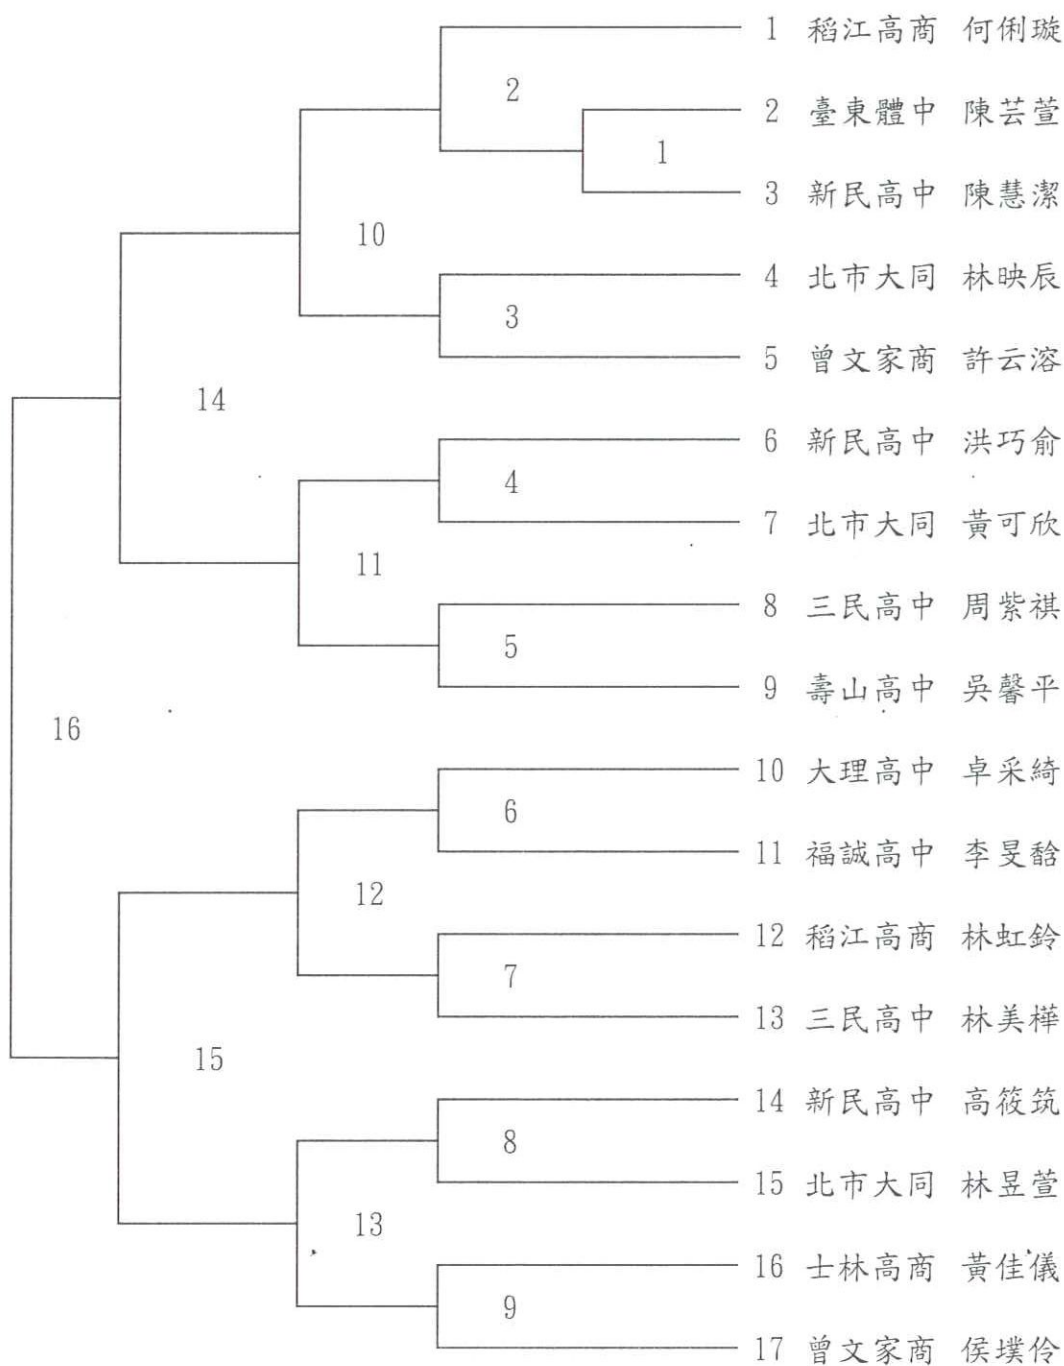 1 稻江高商 何俐璇
2
2 臺東體中 陳芸萱
1
3 新民高中 陳慧潔
10
4 北市大同 林映辰
3
5 曾文家商 許云溶
14
6 新民高中 洪巧俞
4
7 北市大同 黃可欣
11
8 三民高中 周紫祺
5
9 壽山高中 吳馨平
16
10 大理高中 卓采綺
6
11 福誠高中 李旻馠
12
12 稻江高商 林虹鈴
7
13 三民高中 林美樺
15
14 新民高中 高筱筑
8
15 北市大同 林昱萱
13
16 士林高商 黃佳儀
9
17 曾文家商 侯墣伶